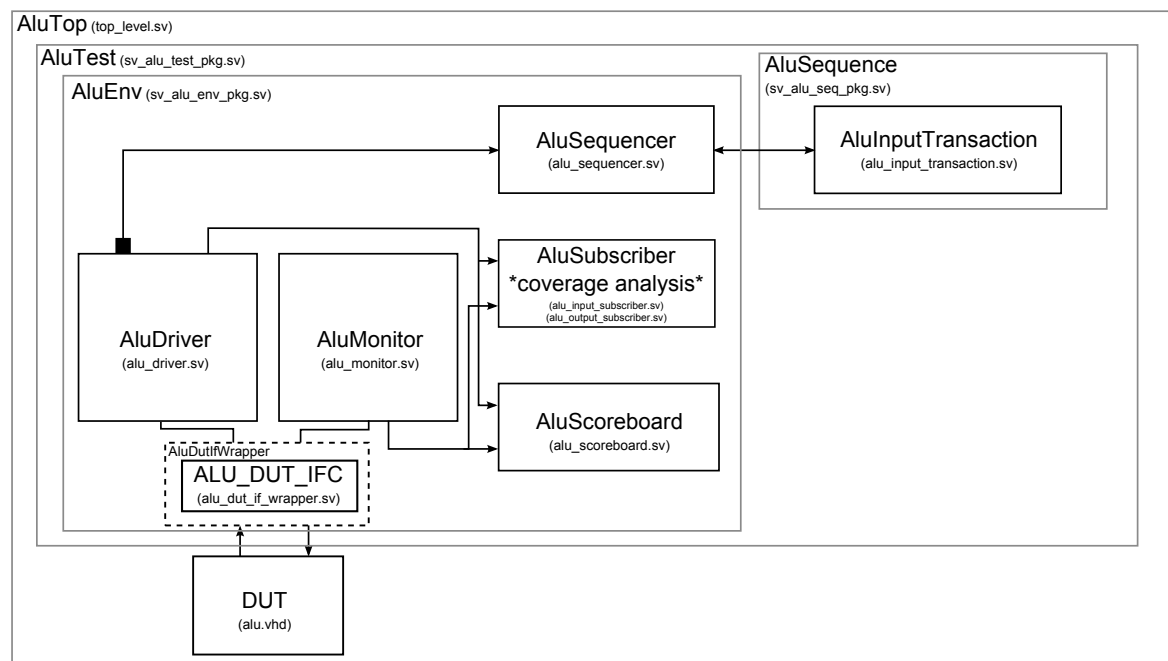 AluTop (top_level.sv)
AluTest (sv_alu_test_pkg.sv)
AluEnv (sv_alu_env_pkg.sv)
AluSequence
(sv_alu_seq_pkg.sv)
AluSequencer
(alu_sequencer.sv)
AluInputTransaction
(alu_input_transaction.sv)
AluSubscriber
*coverage analysis*
(alu_input_subscriber.sv)
(alu_output_subscriber.sv)
AluDriver
(alu_driver.sv)
AluMonitor
(alu_monitor.sv)
AluScoreboard
(alu_scoreboard.sv)
AluDutIfWrapper
ALU_DUT_IFC
(alu_dut_if_wrapper.sv)
DUT
(alu.vhd)